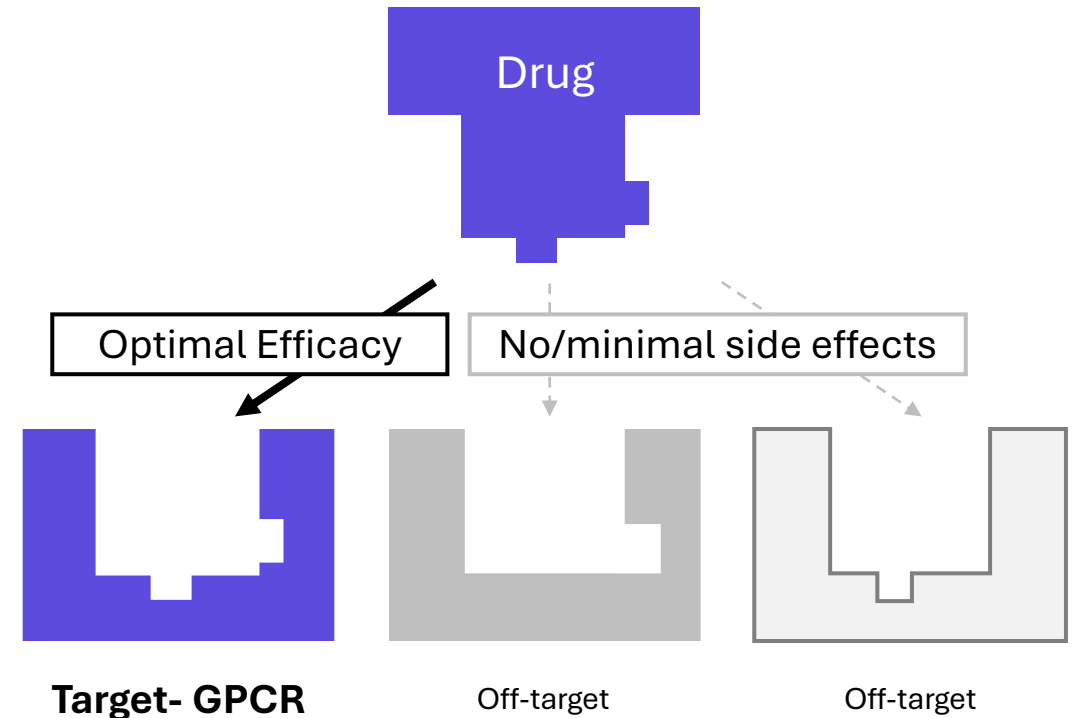 Drug
Optimal Efficacy
No/minimal side effects
Target- GPCR
Off-target
Off-target